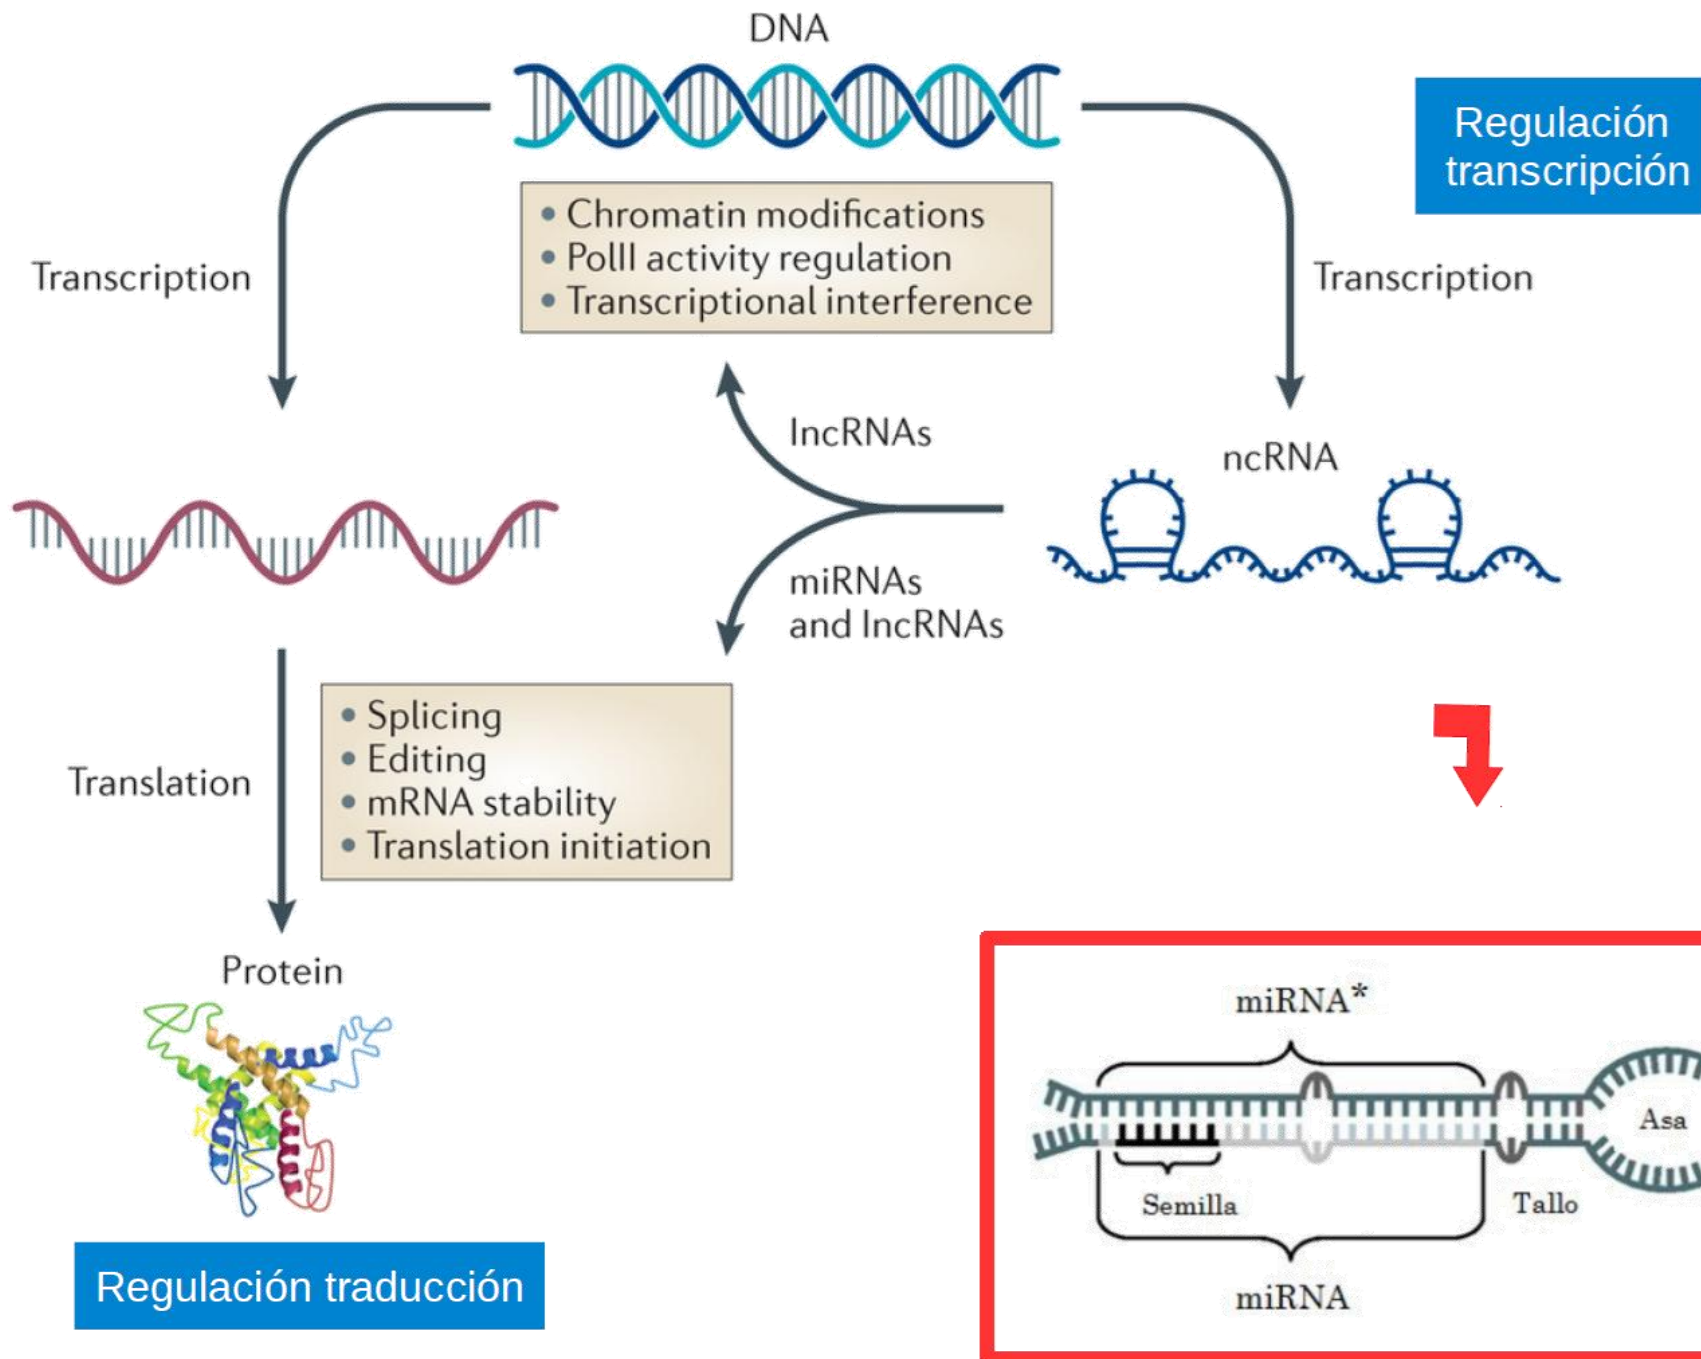 DNA
Regulación
transcripción
• Chromatin modifications
• PolII activity regulation
• Transcriptional interference
Transcription
Transcription
lncRNAs
ncRNA
miRNAs
and lncRNAs
• Splicing
• Editing
• mRNA stability
• Translation initiation
Translation
Protein
miRNA*
Asa
Semilla
Tallo
miRNA
Regulación traducción